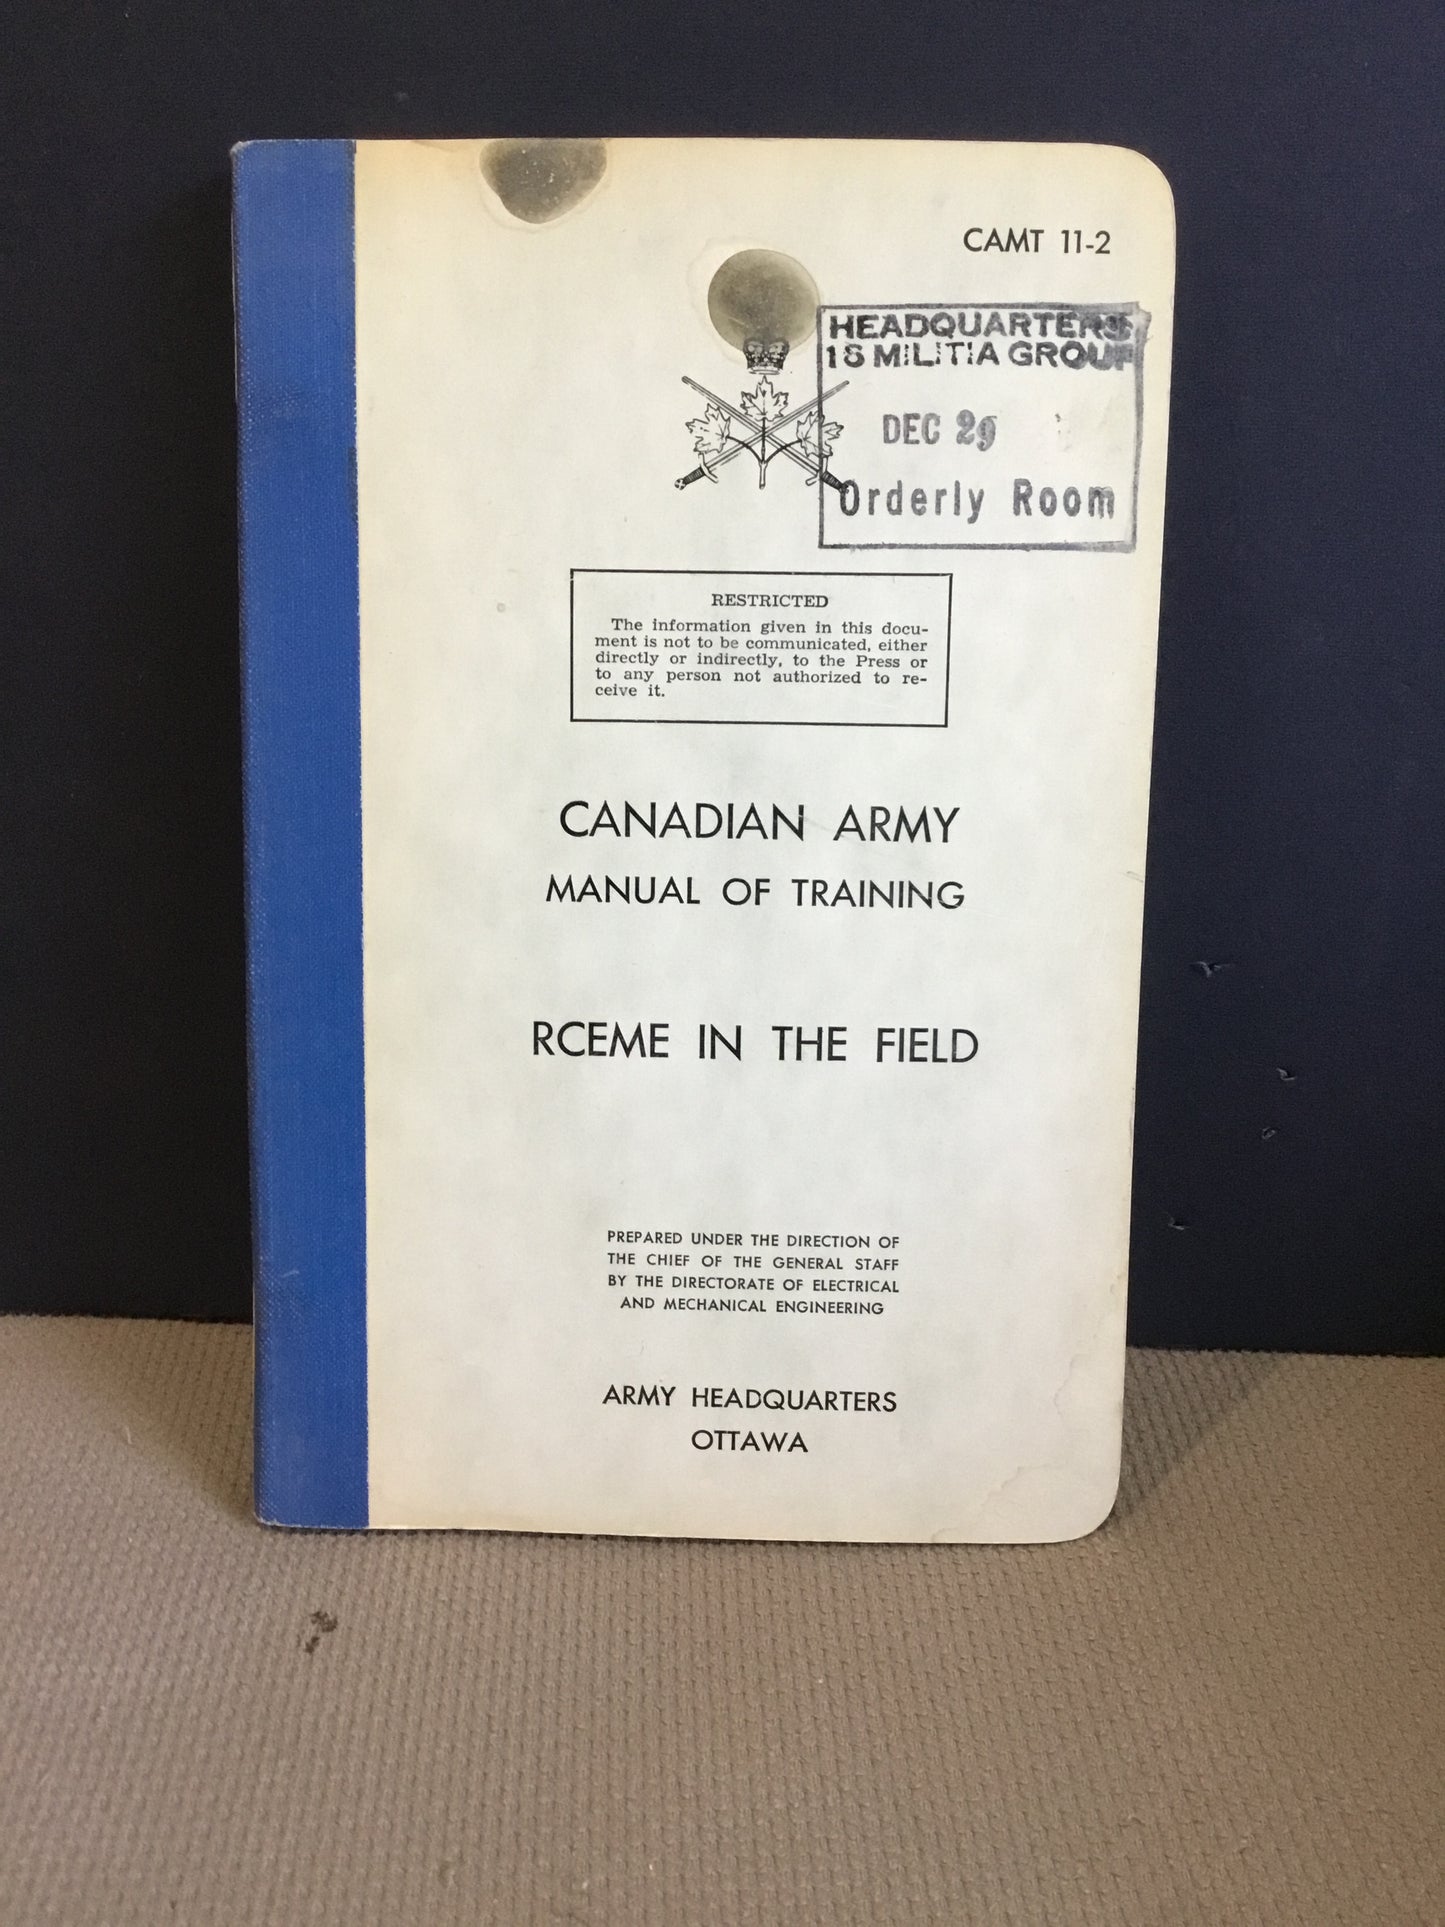 CAMT 11-2
HEADQUARTERS
MILITIA GROUP
DEC 29
Orderly Room
RESTRICTED
The information given in this docu-
ment is not to be communicated, either
directly or indirectly, to the Press or
to any person not authorized to re-
ceive it.
CANADIAN ARMY
MANUAL OF TRAINING
RCEME IN THE FIELD
PREPARED UNDER THE DIRECTION OF
THE CHIEF OF THE GENERAL STAFF
BY THE DIRECTORATE OF ELECTRICAL
AND MECHANICAL ENGINEERING
ARMY HEADQUARTERS
OTTAWA